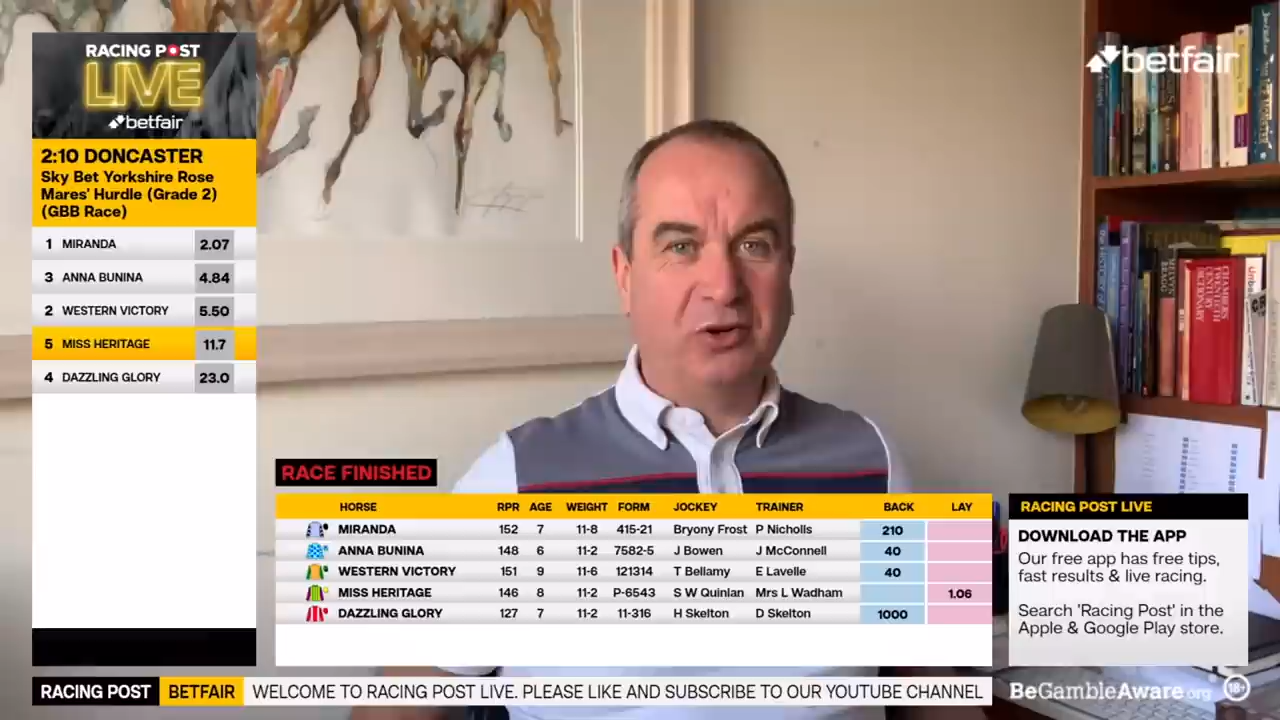 RACING POST
LIVE
betfair
2:10 DONCASTER
Sky Bet Yorkshire Rose
Mares' Hurdle (Grade 2)
(GBB Race)
1 MIRANDA 2.07
3 ANNA BUNINA 4.84
2 WESTERN VICTORY 5.50
5 MISS HERITAGE 11.7
4 DAZZLING GLORY 23.0
betfair
CHAMBERS
TWENTIETH
CENTURY
DICTIONARY
MELVYN
BRAGG
RACE FINISHED
HORSE RPR AGE WEIGHT FORM JOCKEY TRAINER BACK LAY
MIRANDA 152 7 11-8 415-21 Bryony Frost P Nicholls 210
ANNA BUNINA 148 6 11-2 7582-5 J Bowen J McConnell 40
WESTERN VICTORY 151 9 11-6 121314 T Bellamy E Lavelle 40
MISS HERITAGE 146 8 11-2 P-6543 S W Quinlan Mrs L Wadham 1.06
DAZZLING GLORY 127 7 11-2 11-316 H Skelton D Skelton 1000
RACING POST LIVE
DOWNLOAD THE APP
Our free app has free tips,
fast results & live racing.
Search 'Racing Post' in the
Apple & Google Play store.
RACING POST BETFAIR WELCOME TO RACING POST LIVE. PLEASE LIKE AND SUBSCRIBE TO OUR YOUTUBE CHANNEL
BeGambleAware.org 18+